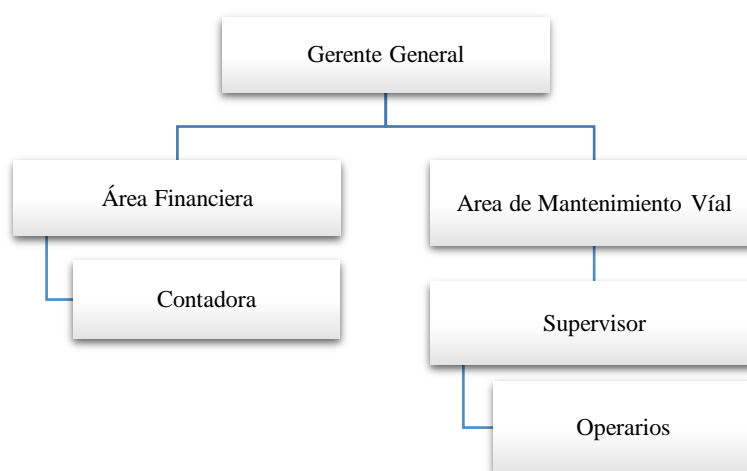 Gerente General
Área Financiera
Area de Mantenimiento Víal
Contadora
Supervisor
Operarios